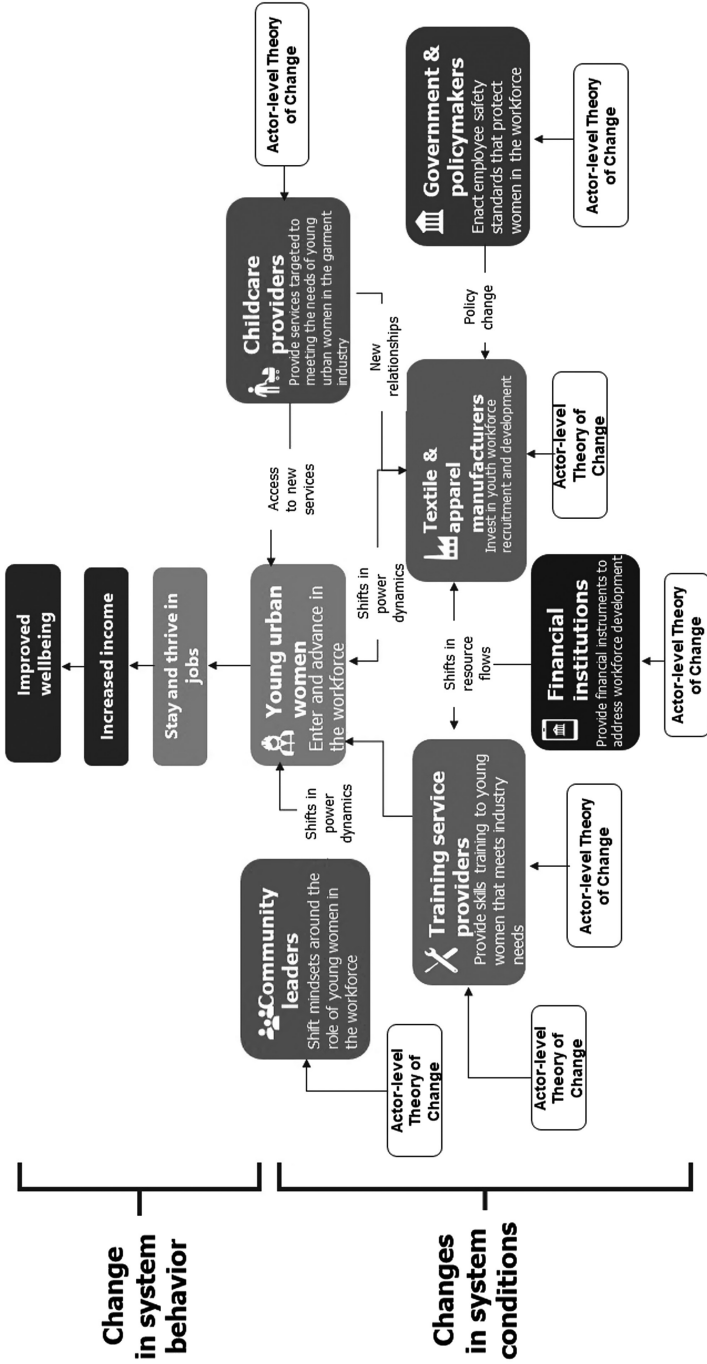 Improved
wellbeing
Increased income
Stay and thrive in
jobs
Young urban
women
Enter and advance in
the workforce
Community
leaders
Shift mindsets around the
role of young women in
the workforce
Shifts in
power
dynamics
Access
to new
services
Childcare
providers
Provide services targeted to
meeting the needs of young
urban women in the garment
industry
Actor-level Theory
of Change
Shifts in
power
dynamics
New
relationships
Training service
providers
Provide skills training to young
women that meets industry
needs
Shifts in
resource
flows
Textile &
apparel
manufacturers
Invest in youth workforce
recruitment and development
Policy
change
Government &
policymakers
Enact employee safety
standards that protect
women in the workforce
Financial
institutions
Provide financial instruments to
address workforce development
Actor-level
Theory of
Change
Actor-level
Theory of
Change
Actor-level Theory
of Change
Actor-level Theory
of Change
Actor-level
Theory of
Change
Actor-level Theory
of Change
Change
in system
behavior
Changes
in system
conditions